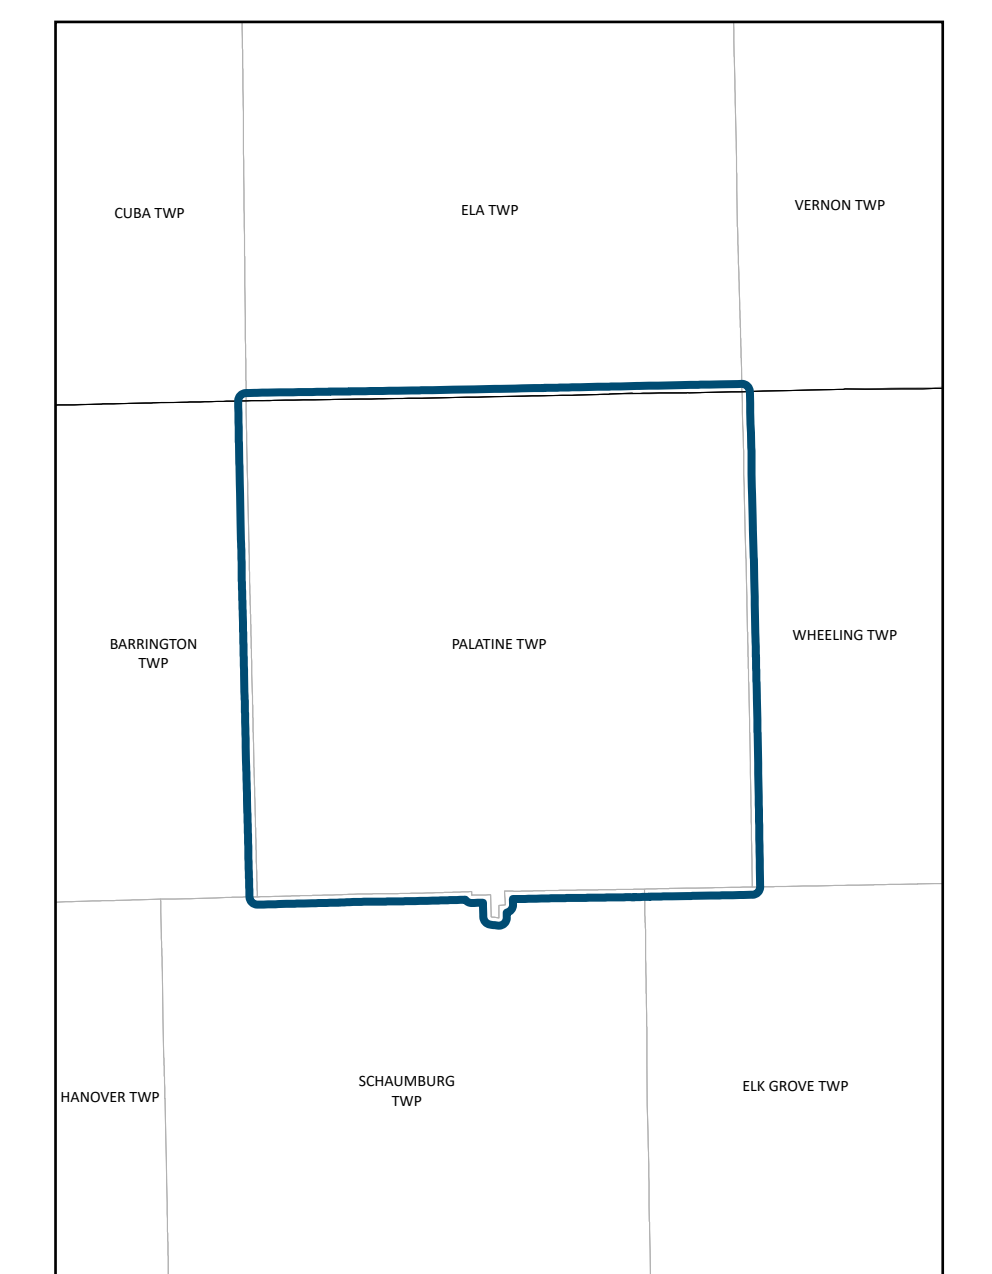 CUBA TWP
ELA TWP
VERNON TWP
BARRINGTON
TWP
PALATINE TWP
WHEELING TWP
HANOVER TWP
SCHAUMBURG
TWP
ELK GROVE TWP